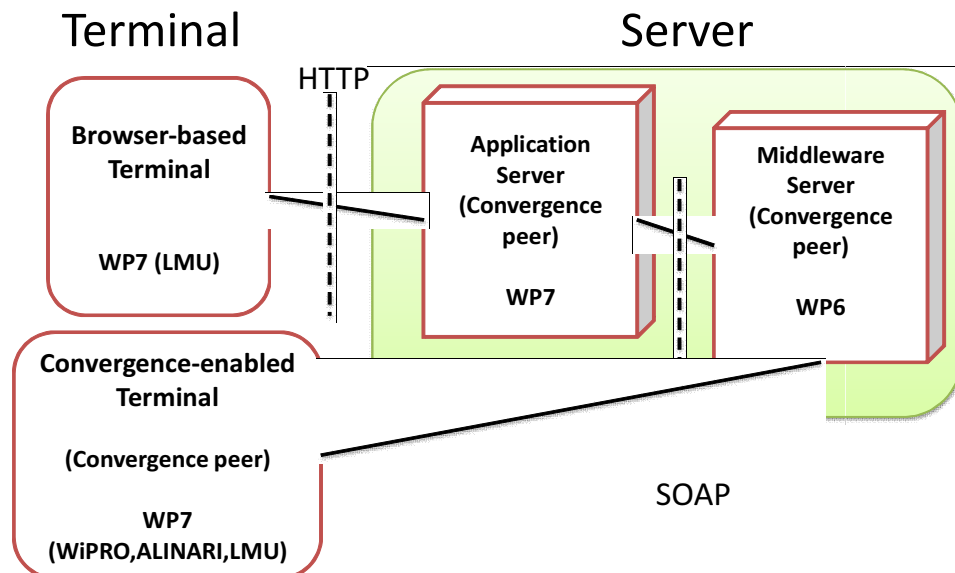 Terminal
Server
HTTP
Browser-based
Terminal
WP7 (LMU)
Application
Server
(Convergence
peer)
WP7
Middleware
Server
(Convergence
peer)
WP6
Convergence-enabled
Terminal
(Convergence peer)
WP7
(WiPRO,ALINARI,LMU)
SOAP